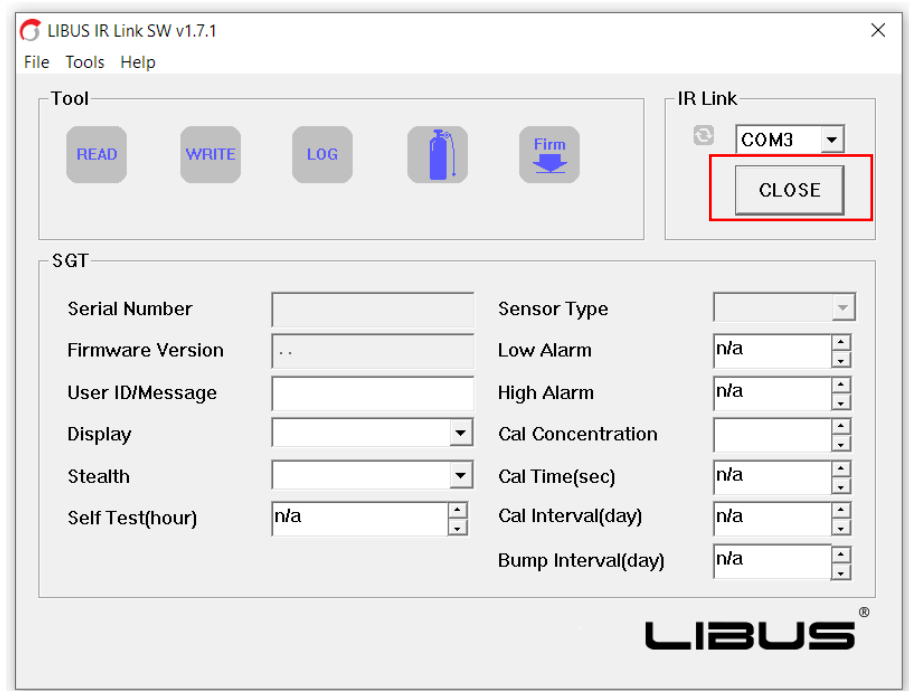 LIBUS IR Link SW v1.7.1
File Tools Help
Tool
READ WRITE LOG Firm
IR Link
COM3
CLOSE
SGT
Serial Number
Firmware Version . .
User ID/Message
Display
Stealth
Self Test(hour) n/a
Sensor Type
Low Alarm n/a
High Alarm n/a
Cal Concentration
Cal Time(sec) n/a
Cal Interval(day) n/a
Bump Interval(day) n/a
LIBUS®